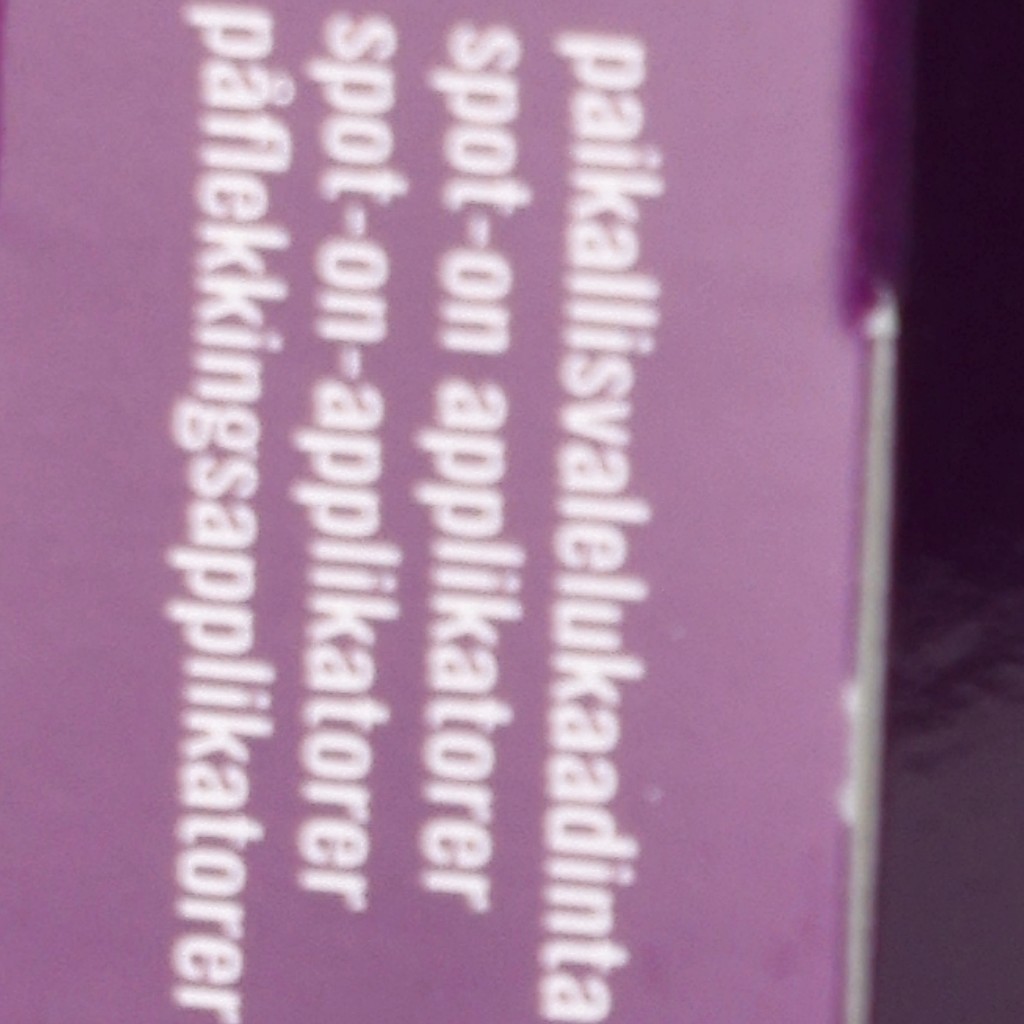 paikallisvalelukaadinta
spot-on applikatorer
spot-on-applikatorer
påflekkingsapplikatorer